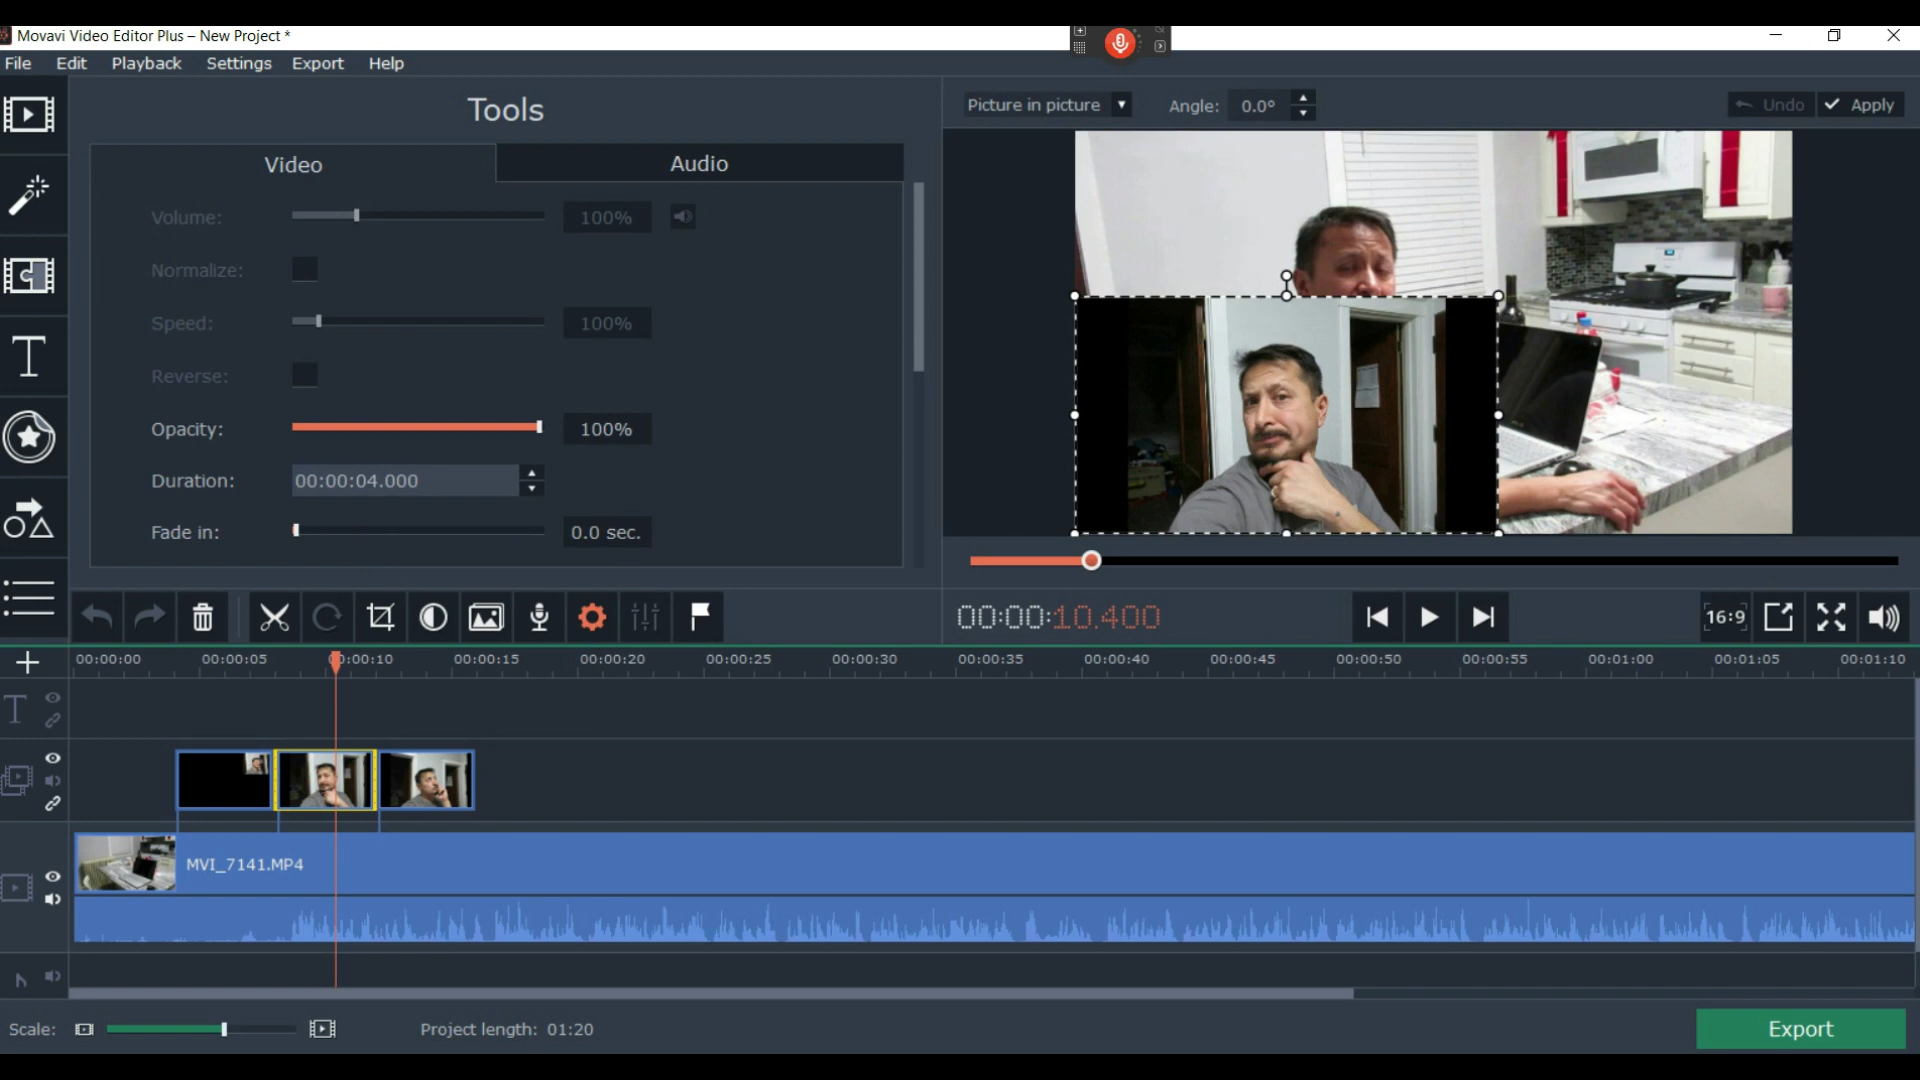 Movavi Video Editor Plus – New Project *
File Edit Playback Settings Export Help
Tools
Video Audio
Volume: 100%
Normalize:
Speed: 100%
Reverse:
Opacity: 100%
Duration: 00:00:04.000
Fade in: 0.0 sec.
Picture in picture Angle: 0.0° Undo Apply
00:00:10.400 16:9
00:00:00 00:00:05 00:00:10 00:00:15 00:00:20 00:00:25 00:00:30 00:00:35 00:00:40 00:00:45 00:00:50 00:00:55 00:01:00 00:01:05 00:01:10
MVI_7141.MP4
Scale: Project length: 01:20 Export